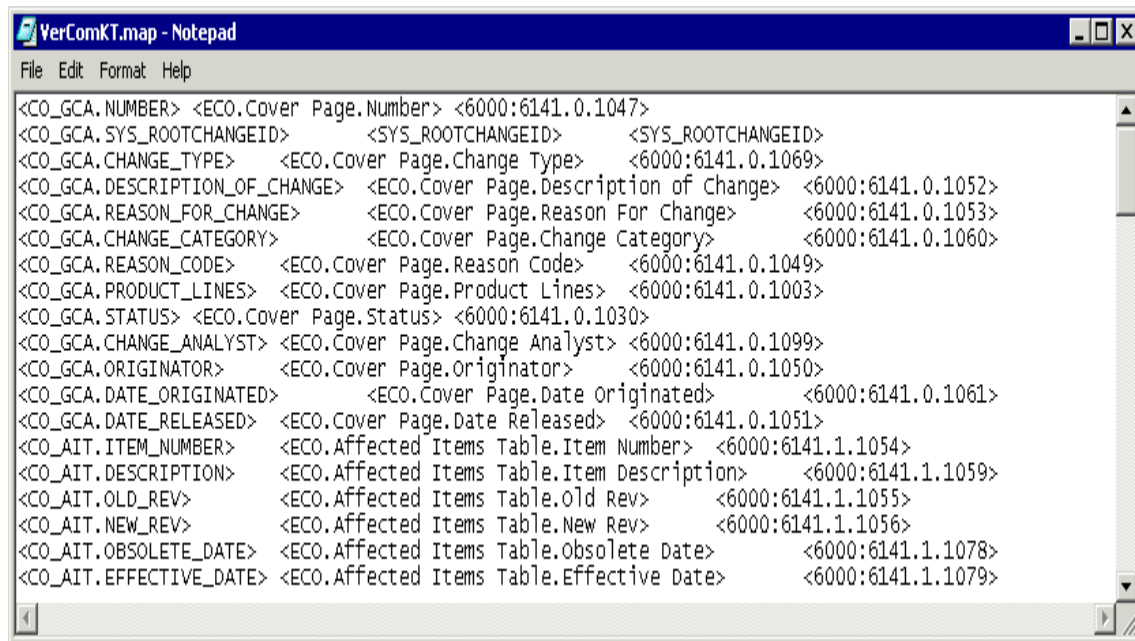 VerComKT.map - Notepad
File Edit Format Help
<CO_GCA.NUMBER> <ECO.Cover Page.Number> <6000:6141.0.1047>
<CO_GCA.SYS_ROOTCHANGEID> <SYS_ROOTCHANGEID> <SYS_ROOTCHANGEID>
<CO_GCA.CHANGE_TYPE> <ECO.Cover Page.Change Type> <6000:6141.0.1069>
<CO_GCA.DESCRIPTION_OF_CHANGE> <ECO.Cover Page.Description of Change> <6000:6141.0.1052>
<CO_GCA.REASON_FOR_CHANGE> <ECO.Cover Page.Reason For Change> <6000:6141.0.1053>
<CO_GCA.CHANGE_CATEGORY> <ECO.Cover Page.Change Category> <6000:6141.0.1060>
<CO_GCA.REASON_CODE> <ECO.Cover Page.Reason Code> <6000:6141.0.1049>
<CO_GCA.PRODUCT_LINES> <ECO.Cover Page.Product Lines> <6000:6141.0.1003>
<CO_GCA.STATUS> <ECO.Cover Page.Status> <6000:6141.0.1030>
<CO_GCA.CHANGE_ANALYST> <ECO.Cover Page.Change Analyst> <6000:6141.0.1099>
<CO_GCA.ORIGINATOR> <ECO.Cover Page.Originator> <6000:6141.0.1050>
<CO_GCA.DATE_ORIGINATED> <ECO.Cover Page.Date Originated> <6000:6141.0.1061>
<CO_GCA.DATE_RELEASED> <ECO.Cover Page.Date Released> <6000:6141.0.1051>
<CO_AIT.ITEM_NUMBER> <ECO.Affected Items Table.Item Number> <6000:6141.1.1054>
<CO_AIT.DESCRIPTION> <ECO.Affected Items Table.Item Description> <6000:6141.1.1059>
<CO_AIT.OLD_REV> <ECO.Affected Items Table.Old Rev> <6000:6141.1.1055>
<CO_AIT.NEW_REV> <ECO.Affected Items Table.New Rev> <6000:6141.1.1056>
<CO_AIT.OBSOLETE_DATE> <ECO.Affected Items Table.Obsolete Date> <6000:6141.1.1078>
<CO_AIT.EFFECTIVE_DATE> <ECO.Affected Items Table.Effective Date> <6000:6141.1.1079>